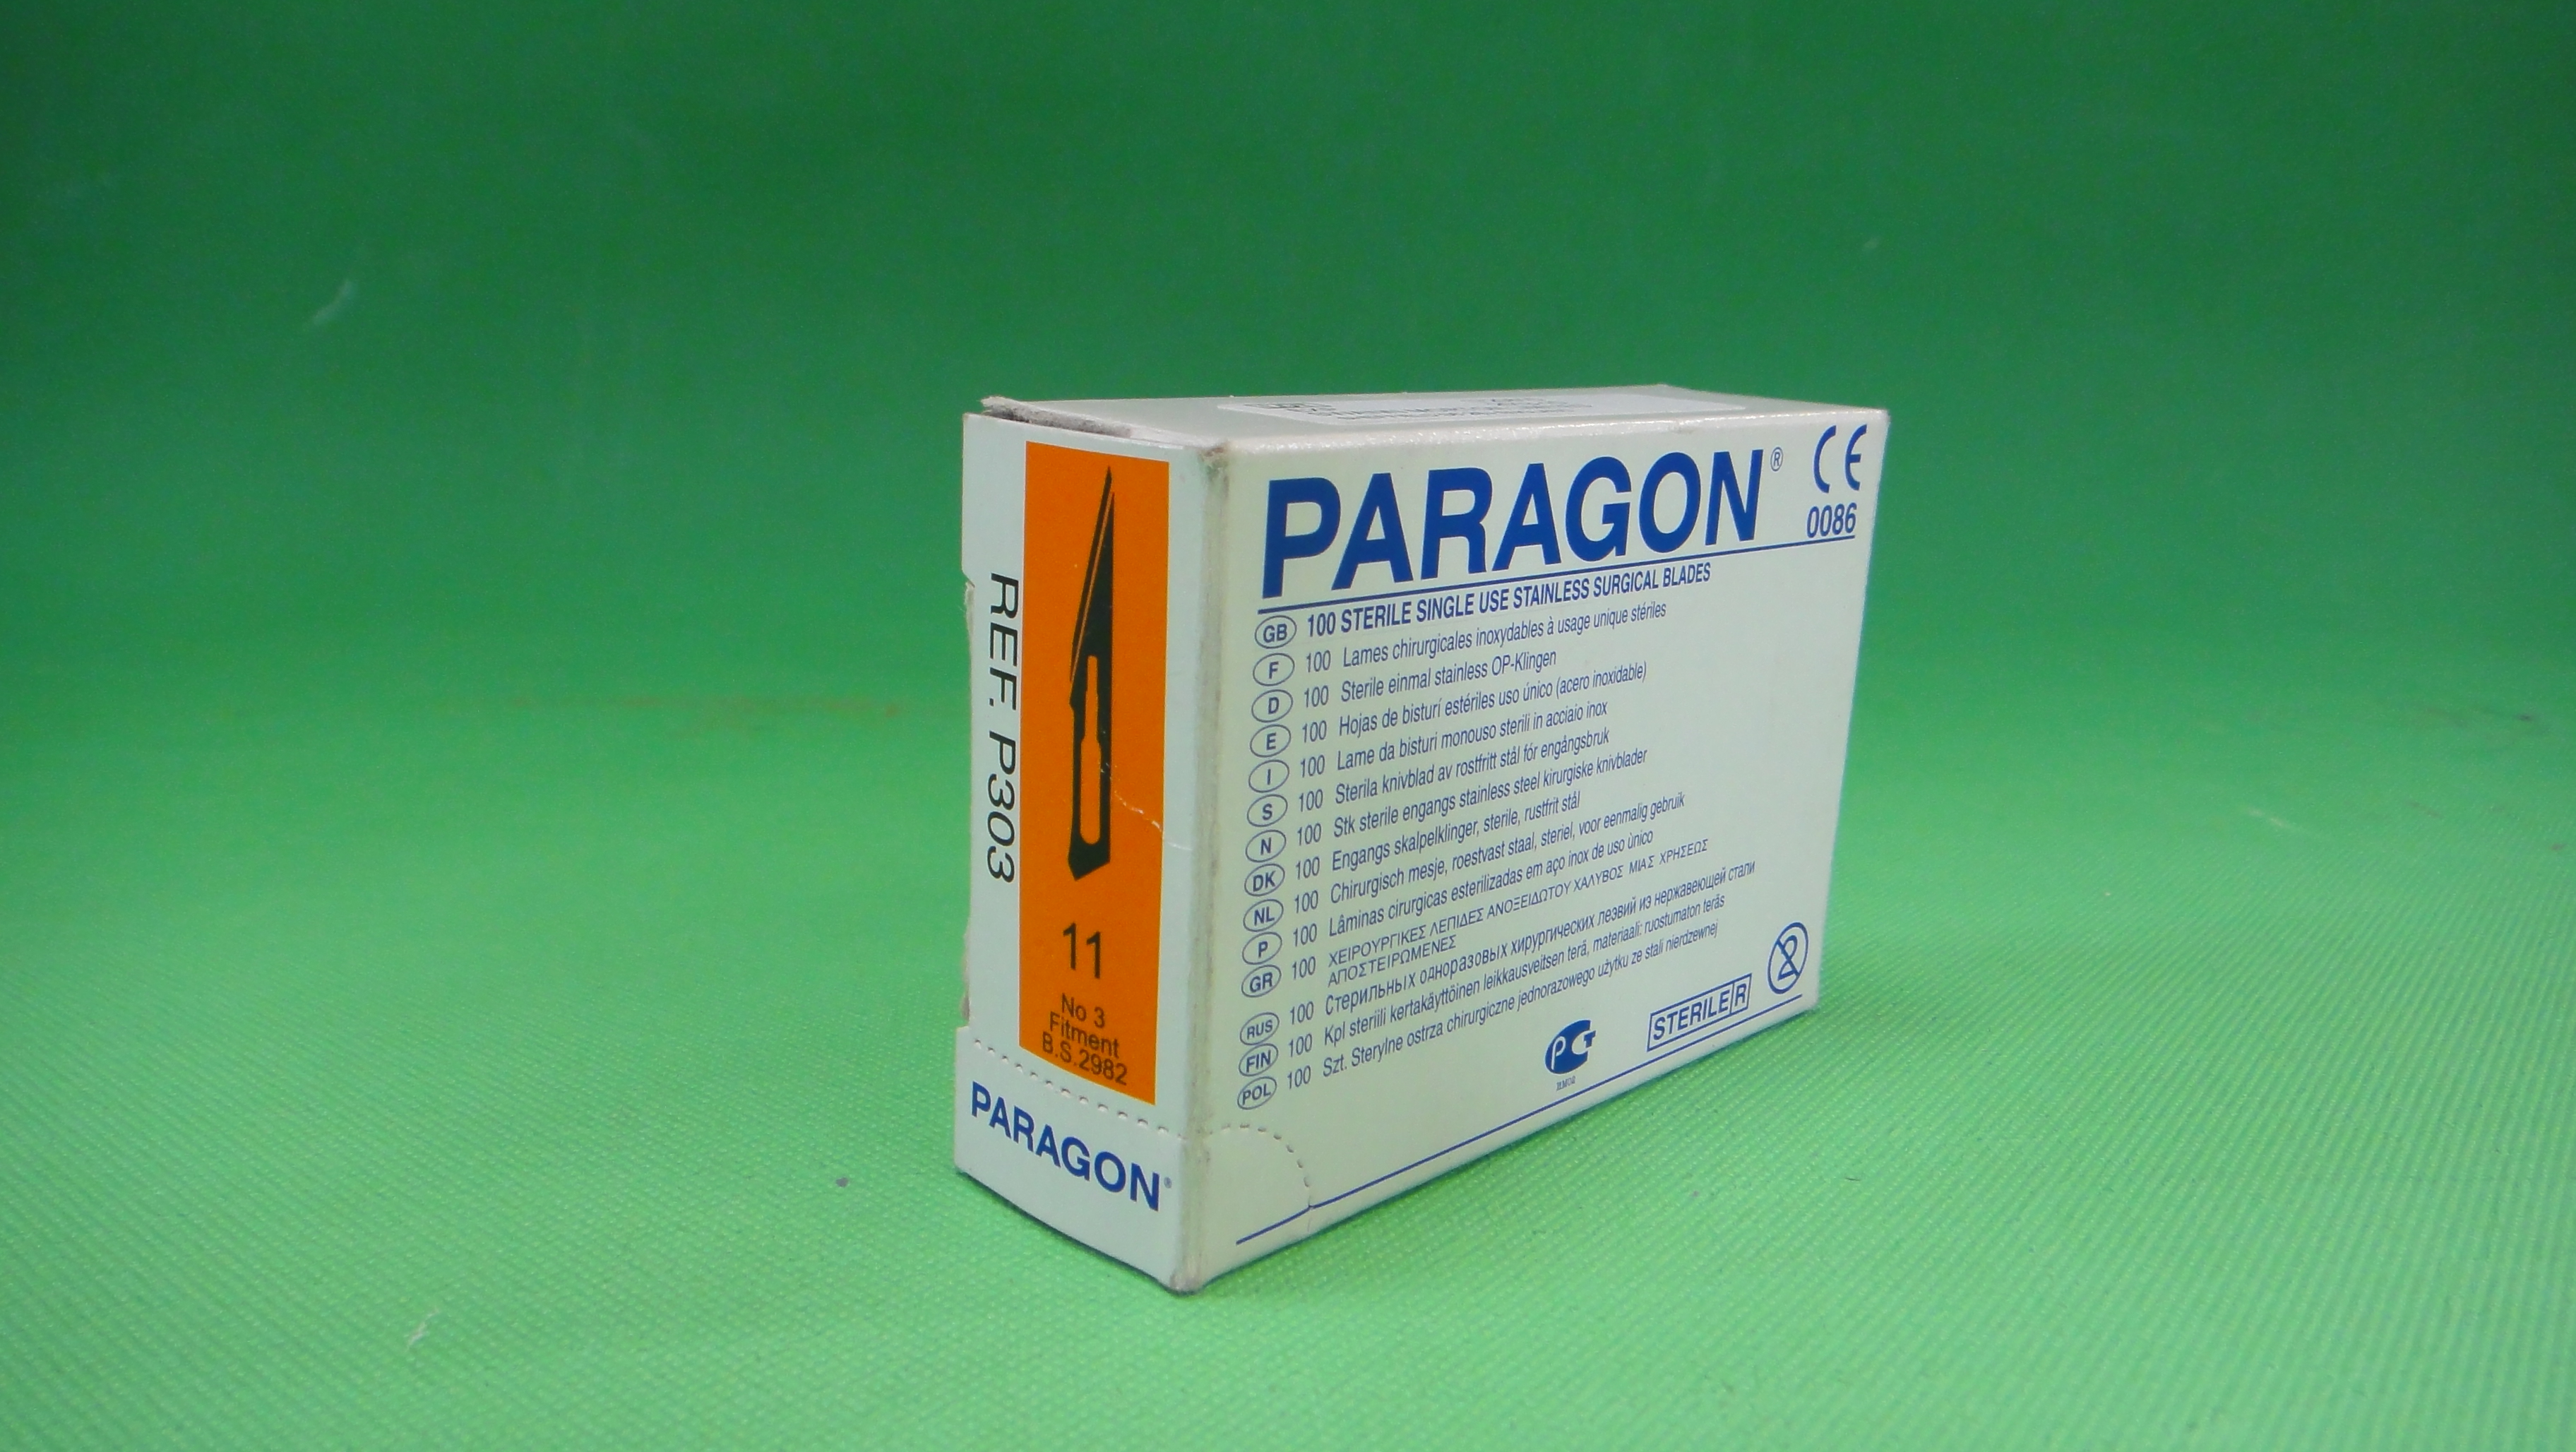 REF. P303
11
No 3
Fitment
B.S.2982
PARAGON®
PARAGON® CE
0086
GB 100 STERILE SINGLE USE STAINLESS SURGICAL BLADES
F 100 Lames chirurgicales inoxydables à usage unique stériles
D 100 Sterile einmal stainless OP-Klingen
E 100 Hojas de bisturí estériles uso único (acero inoxidable)
I 100 Lame da bisturi monouso sterili in acciaio inox
S 100 Sterila knivblad av rostfritt stål för engångsbruk
N 100 Stk sterile engangs stainless steel kirurgiske knivblader
DK 100 Engangs skalpelklinger, sterile, rustfrit stål
NL 100 Chirurgisch mesje, roestvast staal, steriel, voor eenmalig gebruik
P 100 Lâminas cirurgicas esterilizadas em aço inox de uso ùnico
GR 100 ΧΕΙΡΟΥΡΓΙΚΕΣ ΛΕΠΙΔΕΣ ΑΝΟΞΕΙΔΩΤΟΥ ΧΑΛΥΒΟΣ ΜΙΑΣ ΧΡΗΣΕΩΣ
ΑΠΟΣΤΕΙΡΩΜΕΝΕΣ
RUS 100 Стерильных одноразовых хирургических лезвий из нержавеющей стали
FIN 100 Kpl steriili kertakäyttöinen leikkausveitsen terä, materiaali: ruostumaton teräs
POL 100 Szt. Sterylne ostrza chirurgiczne jednorazowego użytku ze stali nierdzewnej
STERILE R
2